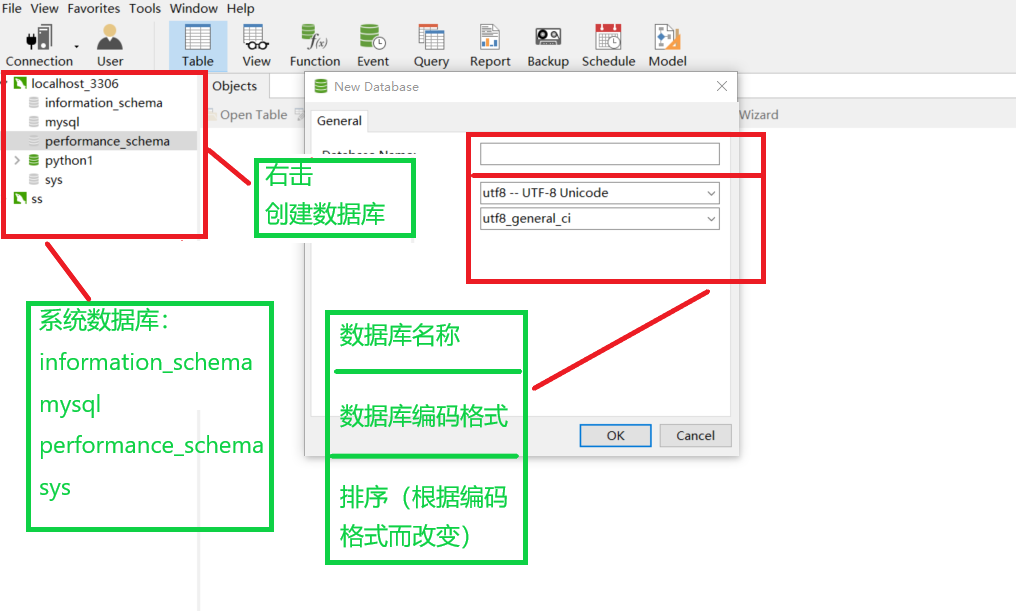 File View Favorites Tools Window Help
Connection User Table View Function Event Query Report Backup Schedule Model
f(x)
localhost_3306
information_schema
mysql
performance_schema
python1
sys
ss
Objects
Open Table
Wizard
New Database
General
utf8 -- UTF-8 Unicode
utf8_general_ci
OK
Cancel
右击
创建数据库
系统数据库：
information_schema
mysql
performance_schema
sys
数据库名称
数据库编码格式
排序（根据编码
格式而改变）